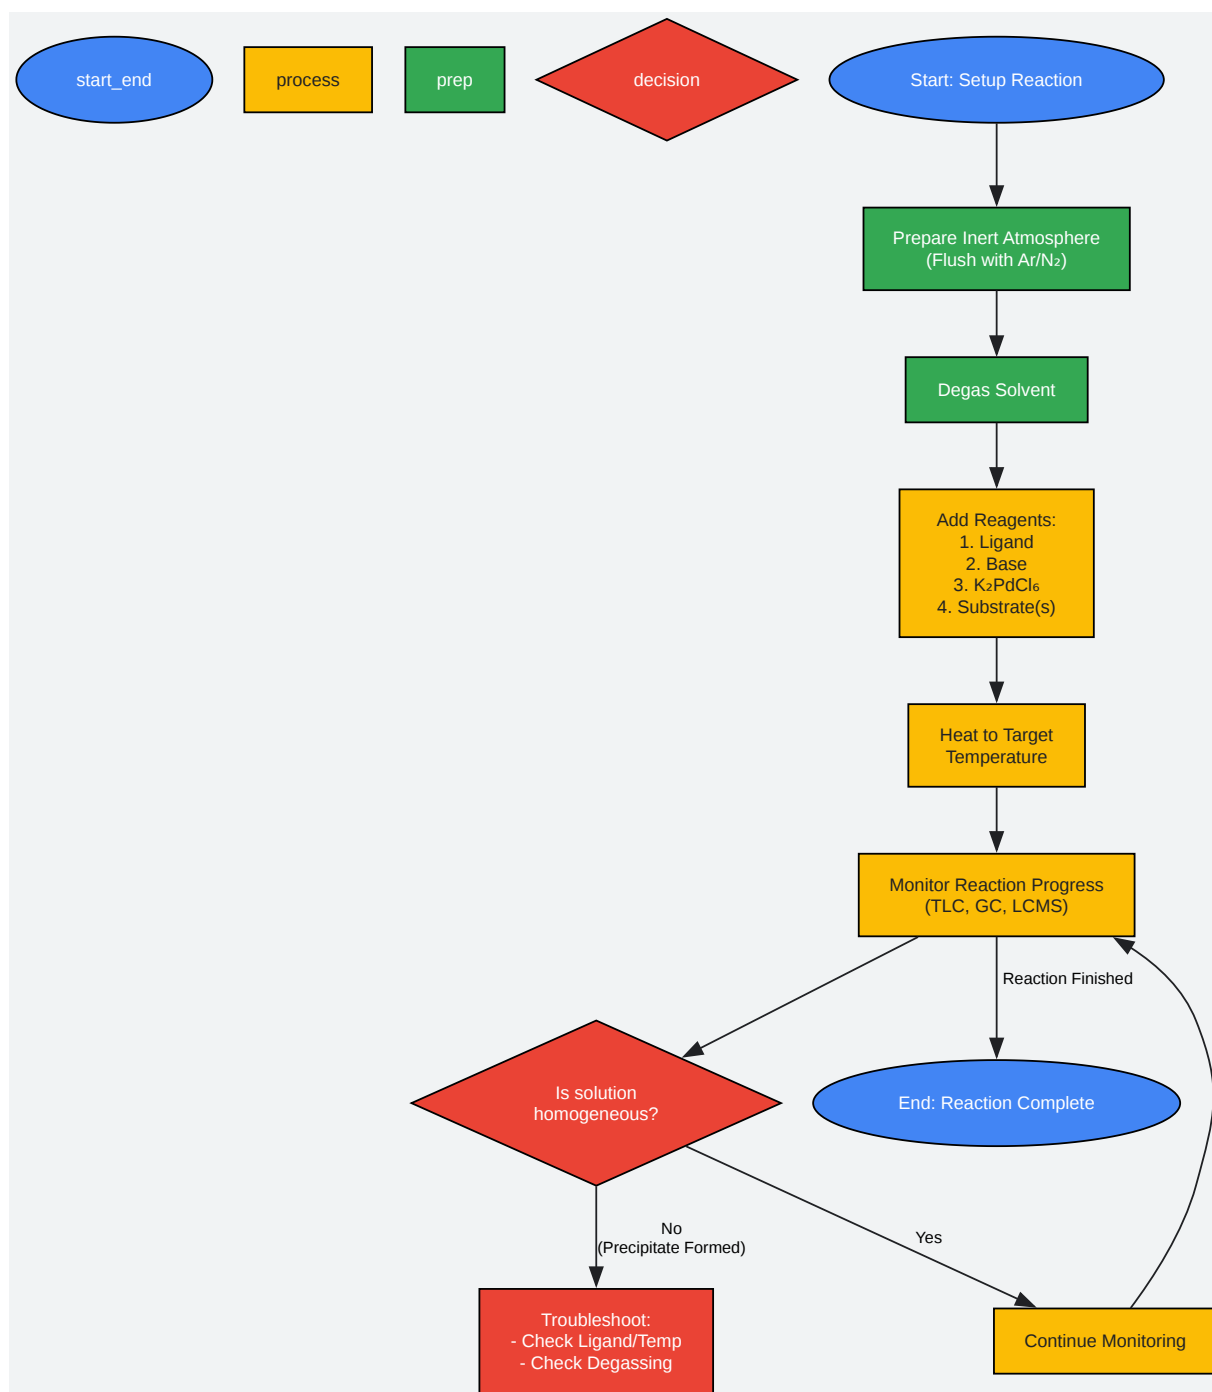 start_end
process
prep
decision
Start: Setup Reaction
Prepare Inert Atmosphere
(Flush with Ar/N₂)
Degas Solvent
Add Reagents:
1. Ligand
2. Base
3. K₂PdCl₆
4. Substrate(s)
Heat to Target
Temperature
Monitor Reaction Progress
(TLC, GC, LCMS)
Reaction Finished
Is solution
homogeneous?
End: Reaction Complete
No
(Precipitate Formed)
Yes
Troubleshoot:
- Check Ligand/Temp
- Check Degassing
Continue Monitoring